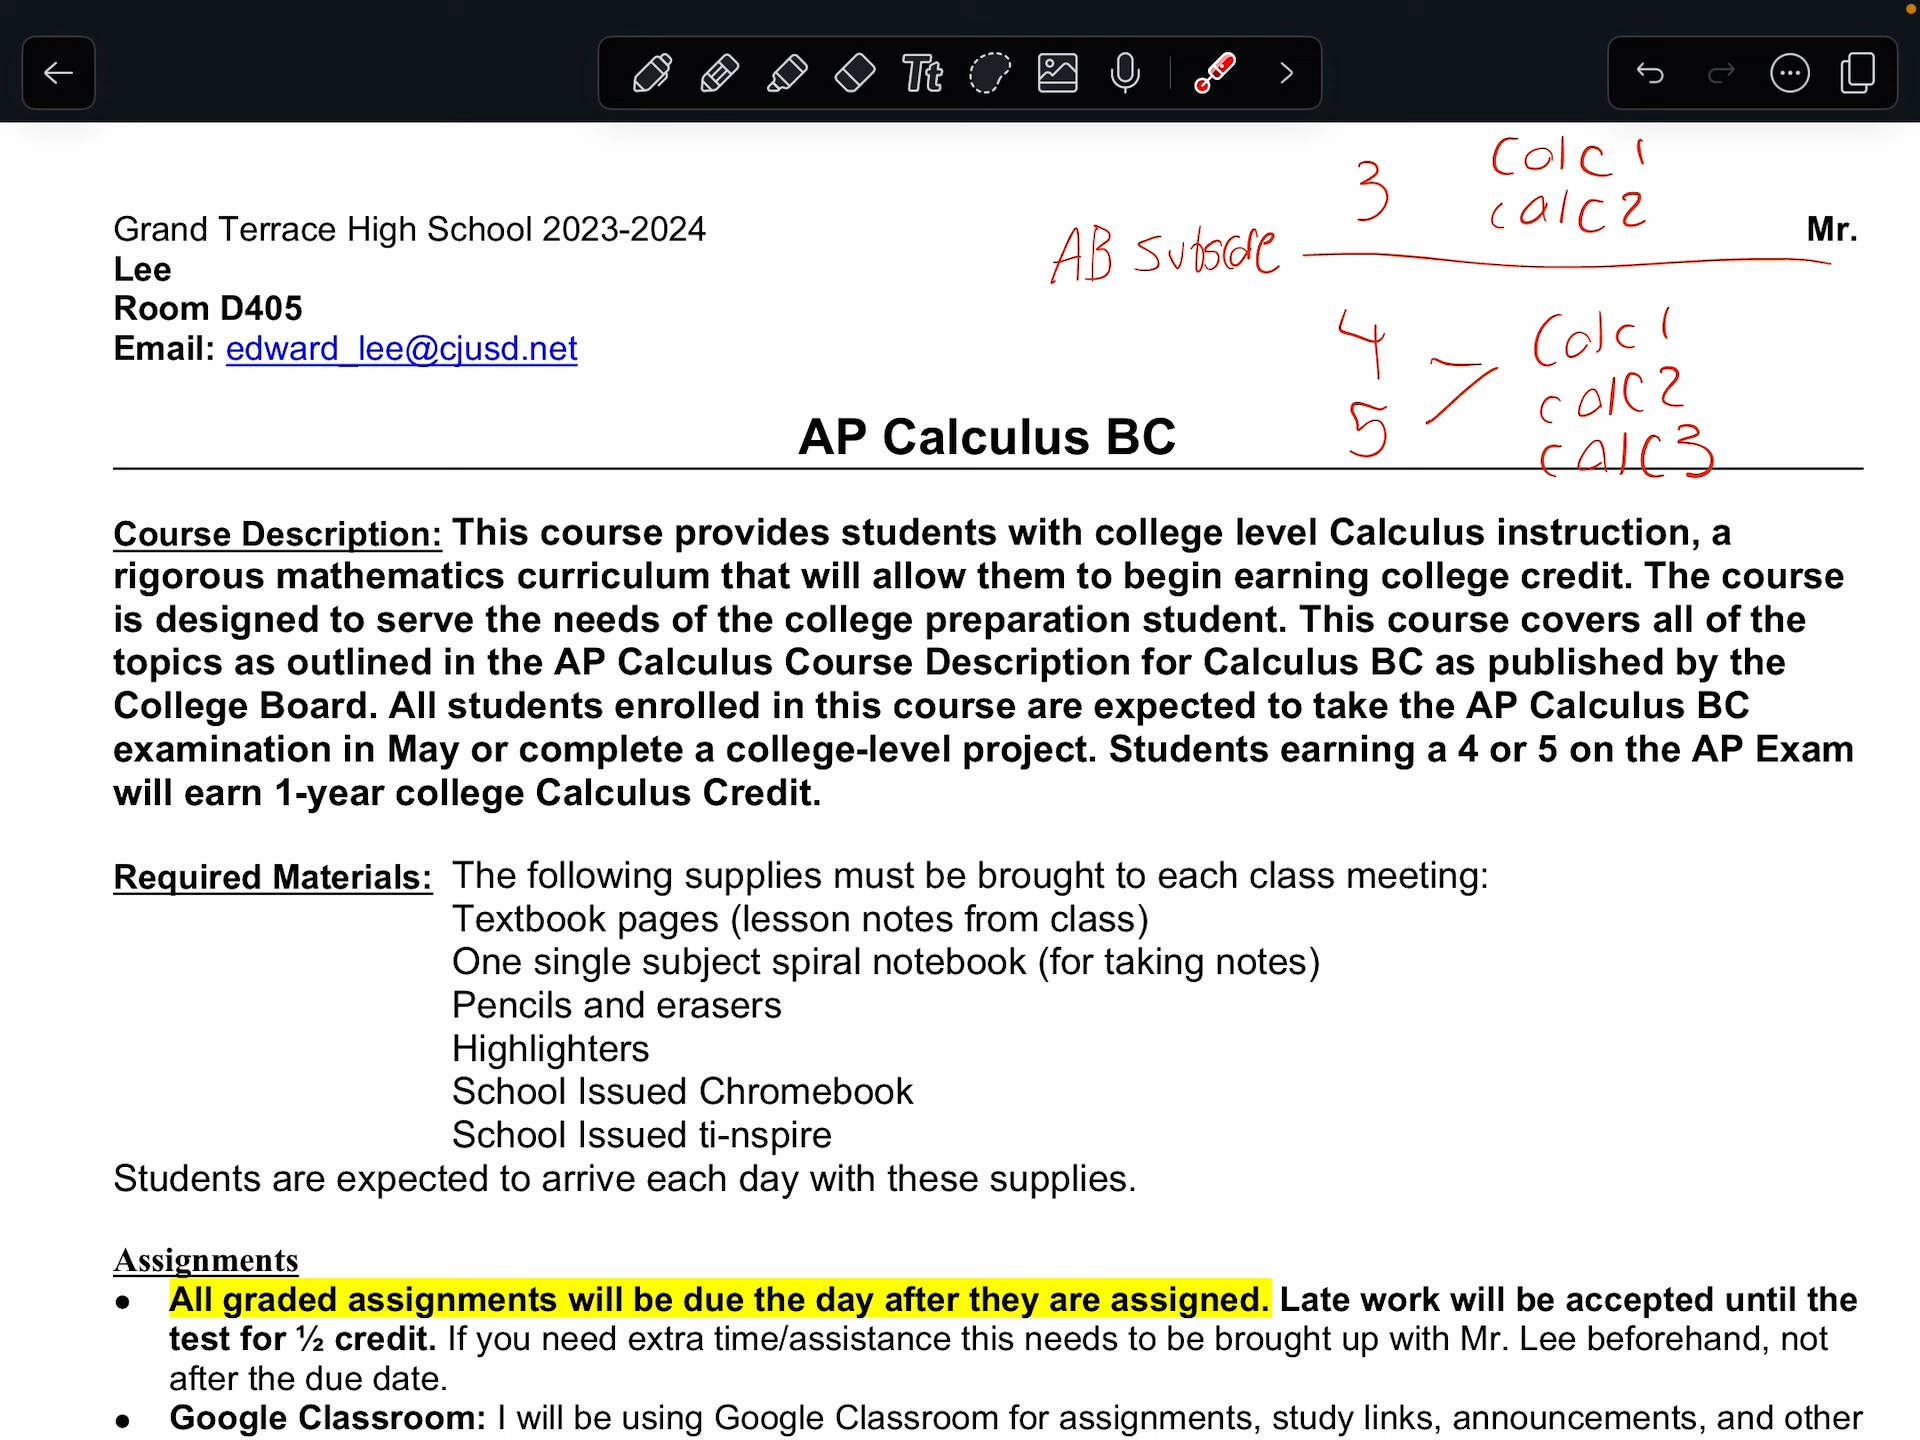 Tt
3 Calc 1
calc 2
Grand Terrace High School 2023-2024 Mr.
AB subscore
Lee
Room D405
4 Calc 1
Email: edward_lee@cjusd.net
5 calc 2
calc 3
AP Calculus BC
Course Description: This course provides students with college level Calculus instruction, a
rigorous mathematics curriculum that will allow them to begin earning college credit. The course
is designed to serve the needs of the college preparation student. This course covers all of the
topics as outlined in the AP Calculus Course Description for Calculus BC as published by the
College Board. All students enrolled in this course are expected to take the AP Calculus BC
examination in May or complete a college-level project. Students earning a 4 or 5 on the AP Exam
will earn 1-year college Calculus Credit.
Required Materials: The following supplies must be brought to each class meeting:
Textbook pages (lesson notes from class)
One single subject spiral notebook (for taking notes)
Pencils and erasers
Highlighters
School Issued Chromebook
School Issued ti-nspire
Students are expected to arrive each day with these supplies.
Assignments
● All graded assignments will be due the day after they are assigned. Late work will be accepted until the
test for ½ credit. If you need extra time/assistance this needs to be brought up with Mr. Lee beforehand, not
after the due date.
● Google Classroom: I will be using Google Classroom for assignments, study links, announcements, and other